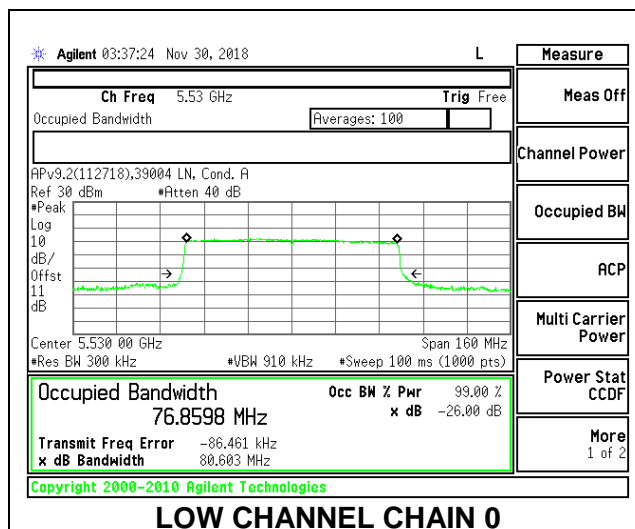 Agilent 03:37:24 Nov 30, 2018 L
Measure
Ch Freq 5.53 GHz Trig Free
Occupied Bandwidth Averages: 100
Meas Off
Channel Power
APv9.2(112718),39004 LN, Cond. A
Ref 30 dBm #Atten 40 dB
#Peak
Log
10
dB/
Offst
11
dB
Occupied BW
ACP
Center 5.530 00 GHz Span 160 MHz
#Res BW 300 kHz #VBW 910 kHz #Sweep 100 ms (1000 pts)
Multi Carrier
Power
Occupied Bandwidth Occ BW % Pwr 99.00 %
76.8598 MHz x dB -26.00 dB
Transmit Freq Error -86.461 kHz
x dB Bandwidth 80.603 MHz
Power Stat
CCDF
More
1 of 2
Copyright 2000-2010 Agilent Technologies
LOW CHANNEL CHAIN 0